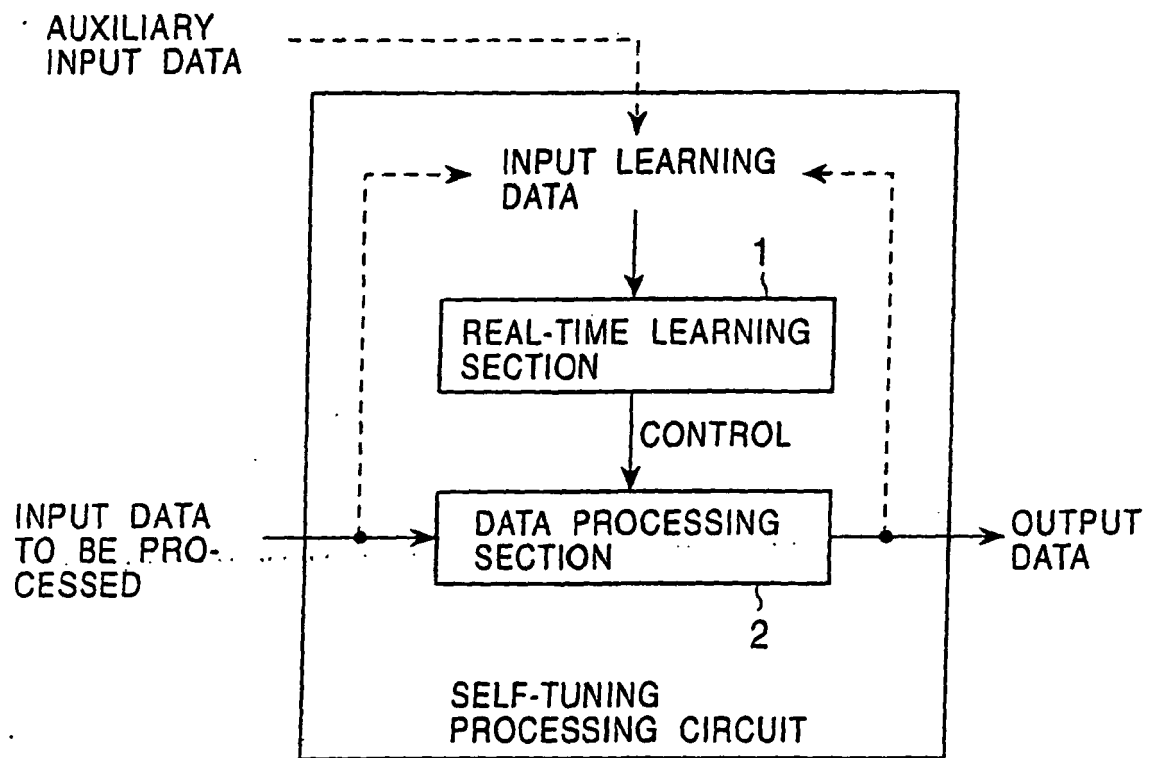 AUXILIARY
INPUT DATA
INPUT LEARNING
DATA
1
REAL-TIME LEARNING
SECTION
CONTROL
INPUT DATA
TO BE PRO-
CESSED
DATA PROCESSING
SECTION
OUTPUT
DATA
2
SELF-TUNING
PROCESSING CIRCUIT